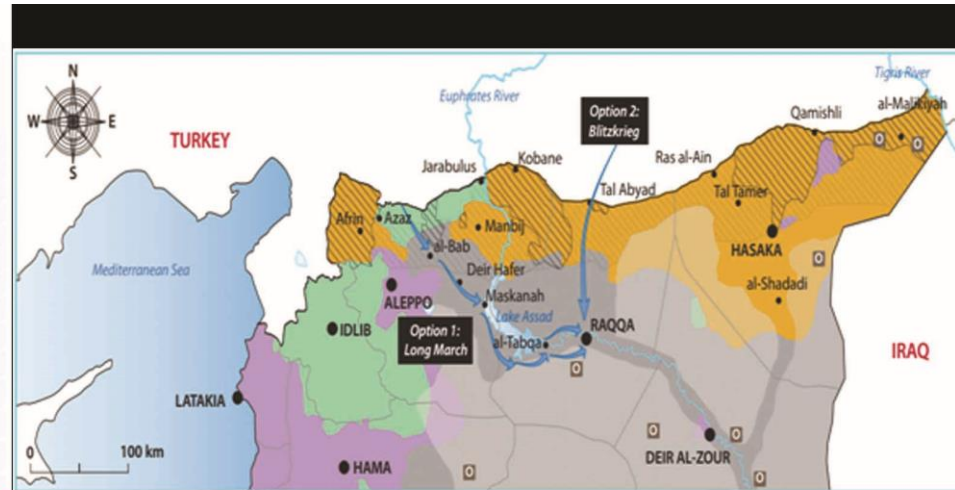 N
W
E
S
TURKEY
Euphrates River
Tigris River
Option 2:
Blitzkrieg
Qamishli
al-Malikiyah
Jarabulus
Kobane
Ras al-Ain
Tal Abyad
Tal Tamer
Afrin
Azaz
Manbij
al-Bab
HASAKA
Mediterranean Sea
Deir Hafer
ALEPPO
Maskanah
al-Shadadi
Lake Assad
IDLIB
Option 1:
Long March
al-Tabqa
RAQQA
IRAQ
LATAKIA
DEIR AL-ZOUR
HAMA
0
100 km
O
O
O
O
O
O
O
O